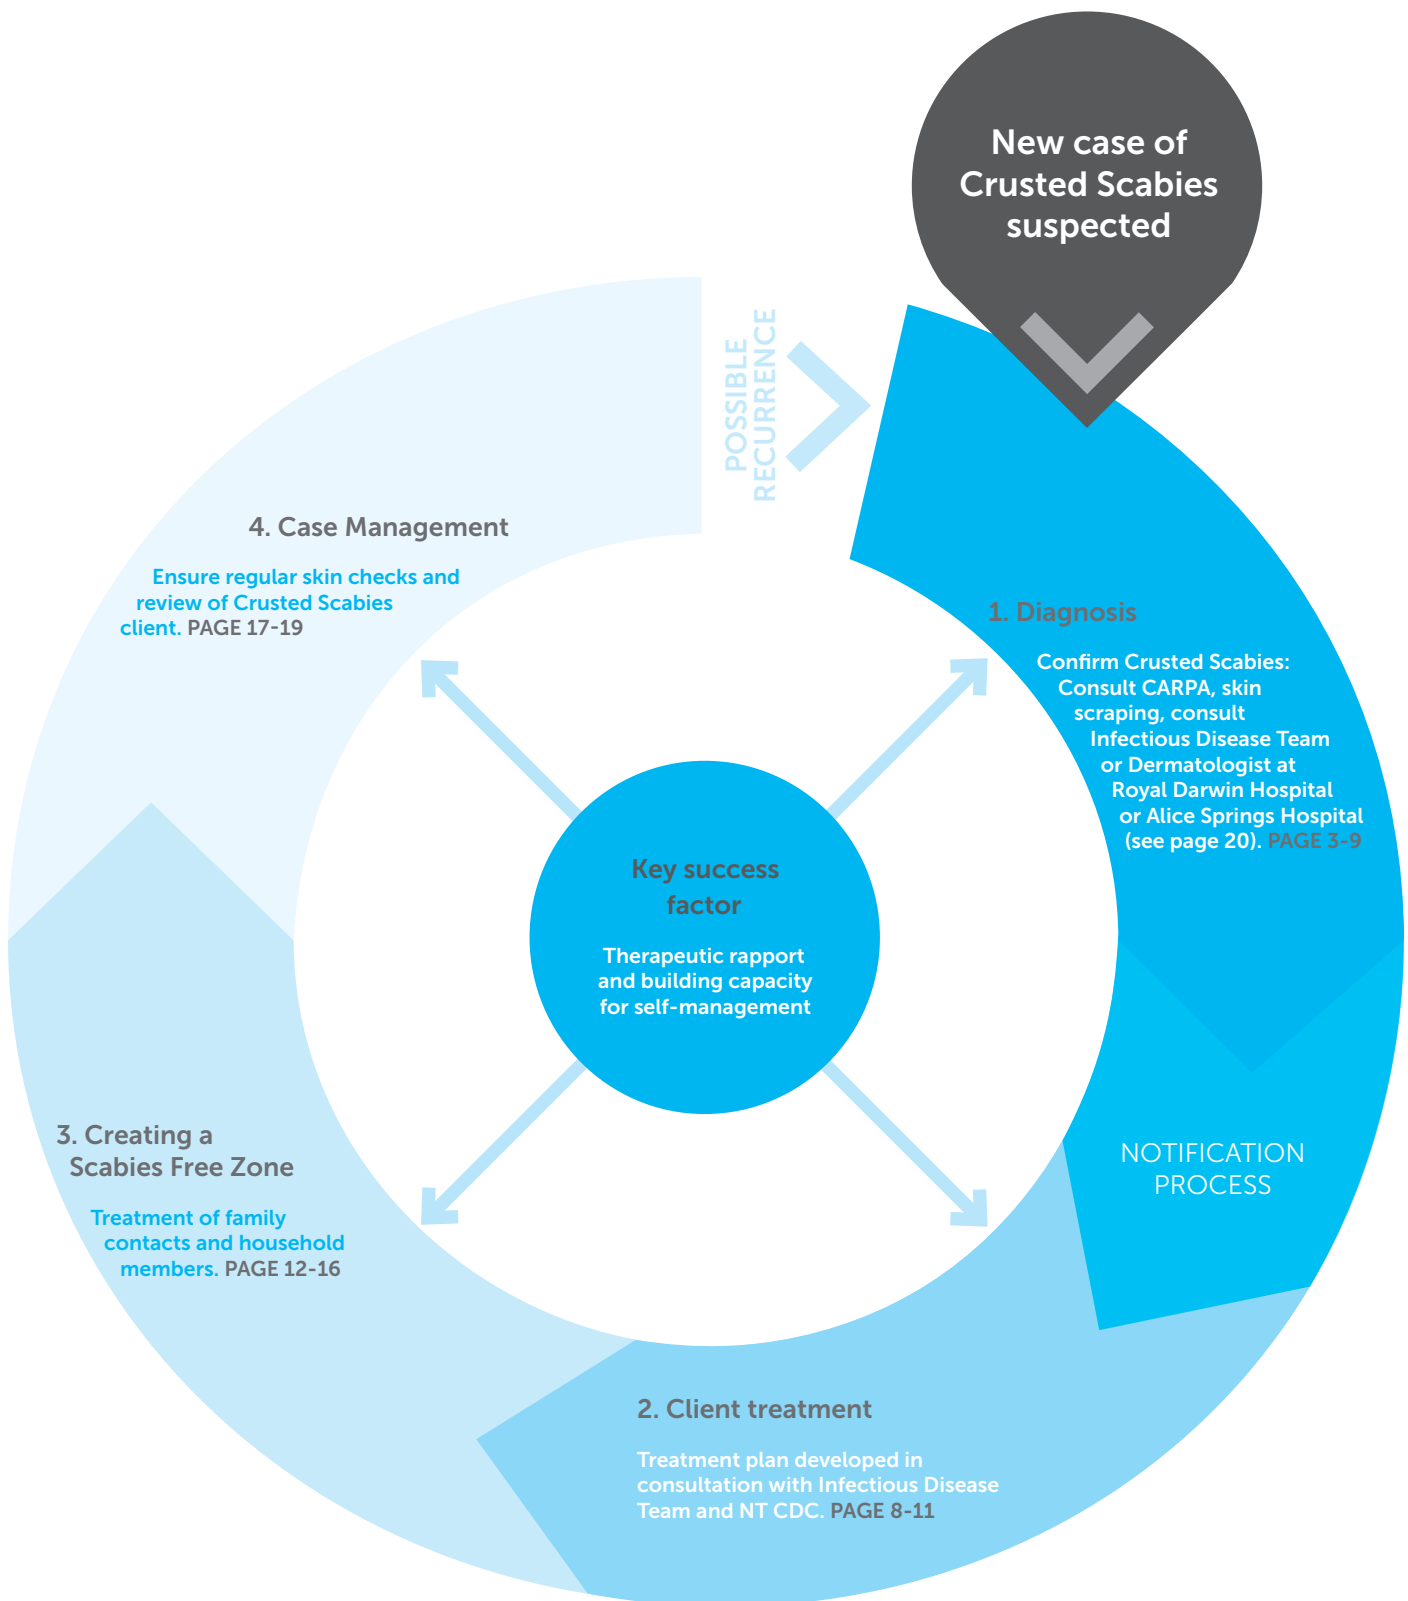 New case of
Crusted Scabies
suspected
POSSIBLE
RECURRENCE
1. Diagnosis
Confirm Crusted Scabies:
Consult CARPA, skin
scraping, consult
Infectious Disease Team
or Dermatologist at
Royal Darwin Hospital
or Alice Springs Hospital
(see page 20). PAGE 3-9
NOTIFICATION
PROCESS
2. Client treatment
Treatment plan developed in
consultation with Infectious Disease
Team and NT CDC. PAGE 8-11
3. Creating a
Scabies Free Zone
Treatment of family
contacts and household
members. PAGE 12-16
4. Case Management
Ensure regular skin checks and
review of Crusted Scabies
client. PAGE 17-19
Key success
factor
Therapeutic rapport
and building capacity
for self-management